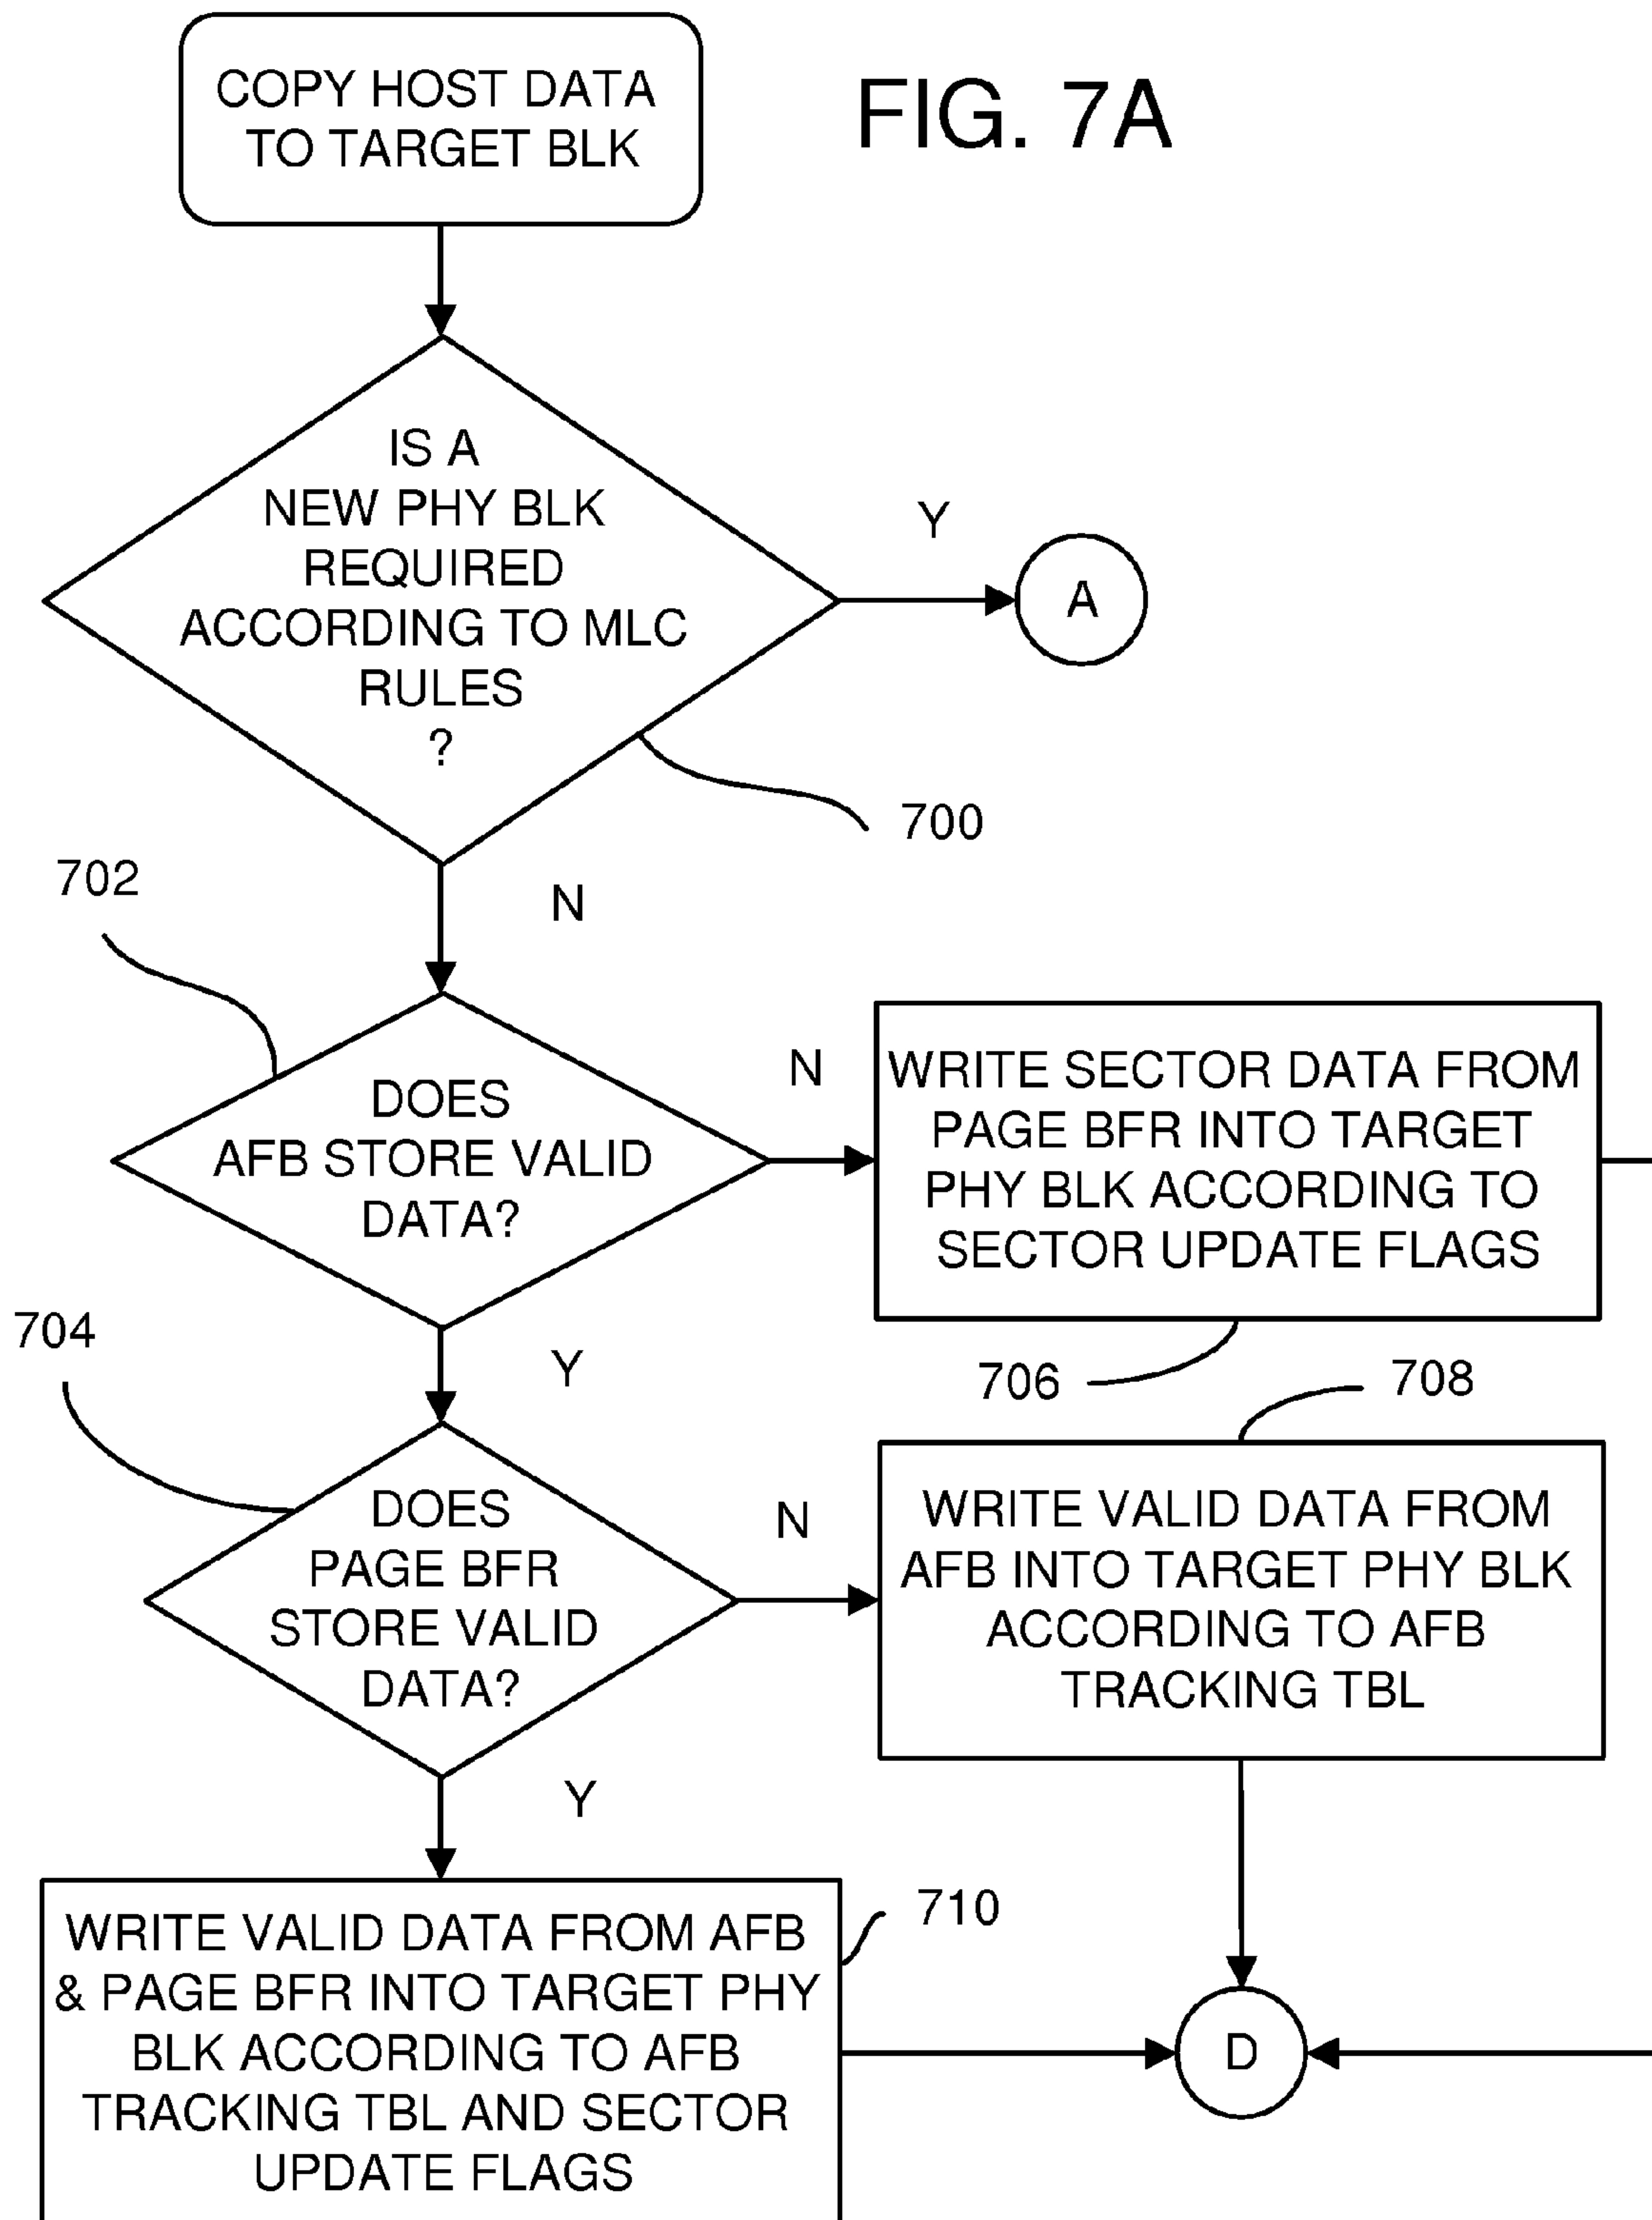 COPY HOST DATA
TO TARGET BLK
FIG. 7A
IS A
NEW PHY BLK
REQUIRED
ACCORDING TO MLC
RULES
?
Y
A
700
702
N
DOES
AFB STORE VALID
DATA?
N
WRITE SECTOR DATA FROM
PAGE BFR INTO TARGET
PHY BLK ACCORDING TO
SECTOR UPDATE FLAGS
706
704
Y
DOES
PAGE BFR
STORE VALID
DATA?
N
708
WRITE VALID DATA FROM
AFB INTO TARGET PHY BLK
ACCORDING TO AFB
TRACKING TBL
Y
WRITE VALID DATA FROM AFB
& PAGE BFR INTO TARGET PHY
BLK ACCORDING TO AFB
TRACKING TBL AND SECTOR
UPDATE FLAGS
710
D